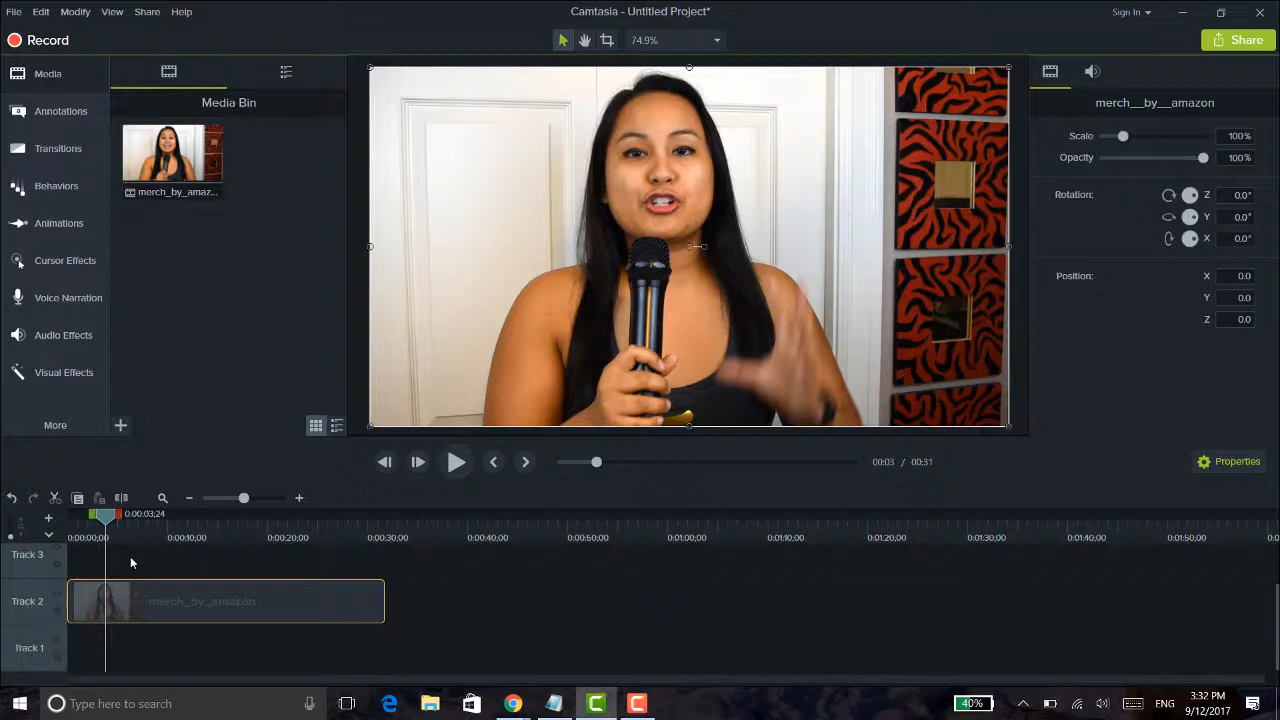 File Edit Modify View Share Help Camtasia - Untitled Project* Sign In
Record 74.9% Share
Media
Annotations
Transitions
Behaviors
Animations
Cursor Effects
Voice Narration
Audio Effects
Visual Effects
More
Media Bin
merch_by_amaz...
merch__by__amazon
Scale 100%
Opacity 100%
Rotation: Z 0.0°
Y 0.0°
X 0.0°
Position: X 0.0
Y 0.0
Z 0.0
00:03 / 00:31
Properties
0:00:03;24
0:00:00;00 0:00:10;00 0:00:20;00 0:00:30;00 0:00:40;00 0:00:50;00 0:01:00;00 0:01:10;00 0:01:20;00 0:01:30;00 0:01:40;00 0:01:50;00
Track 3
Track 2 merch__by_amazon
Track 1
Type here to search
40% ENG 3:32 PM
9/12/2017